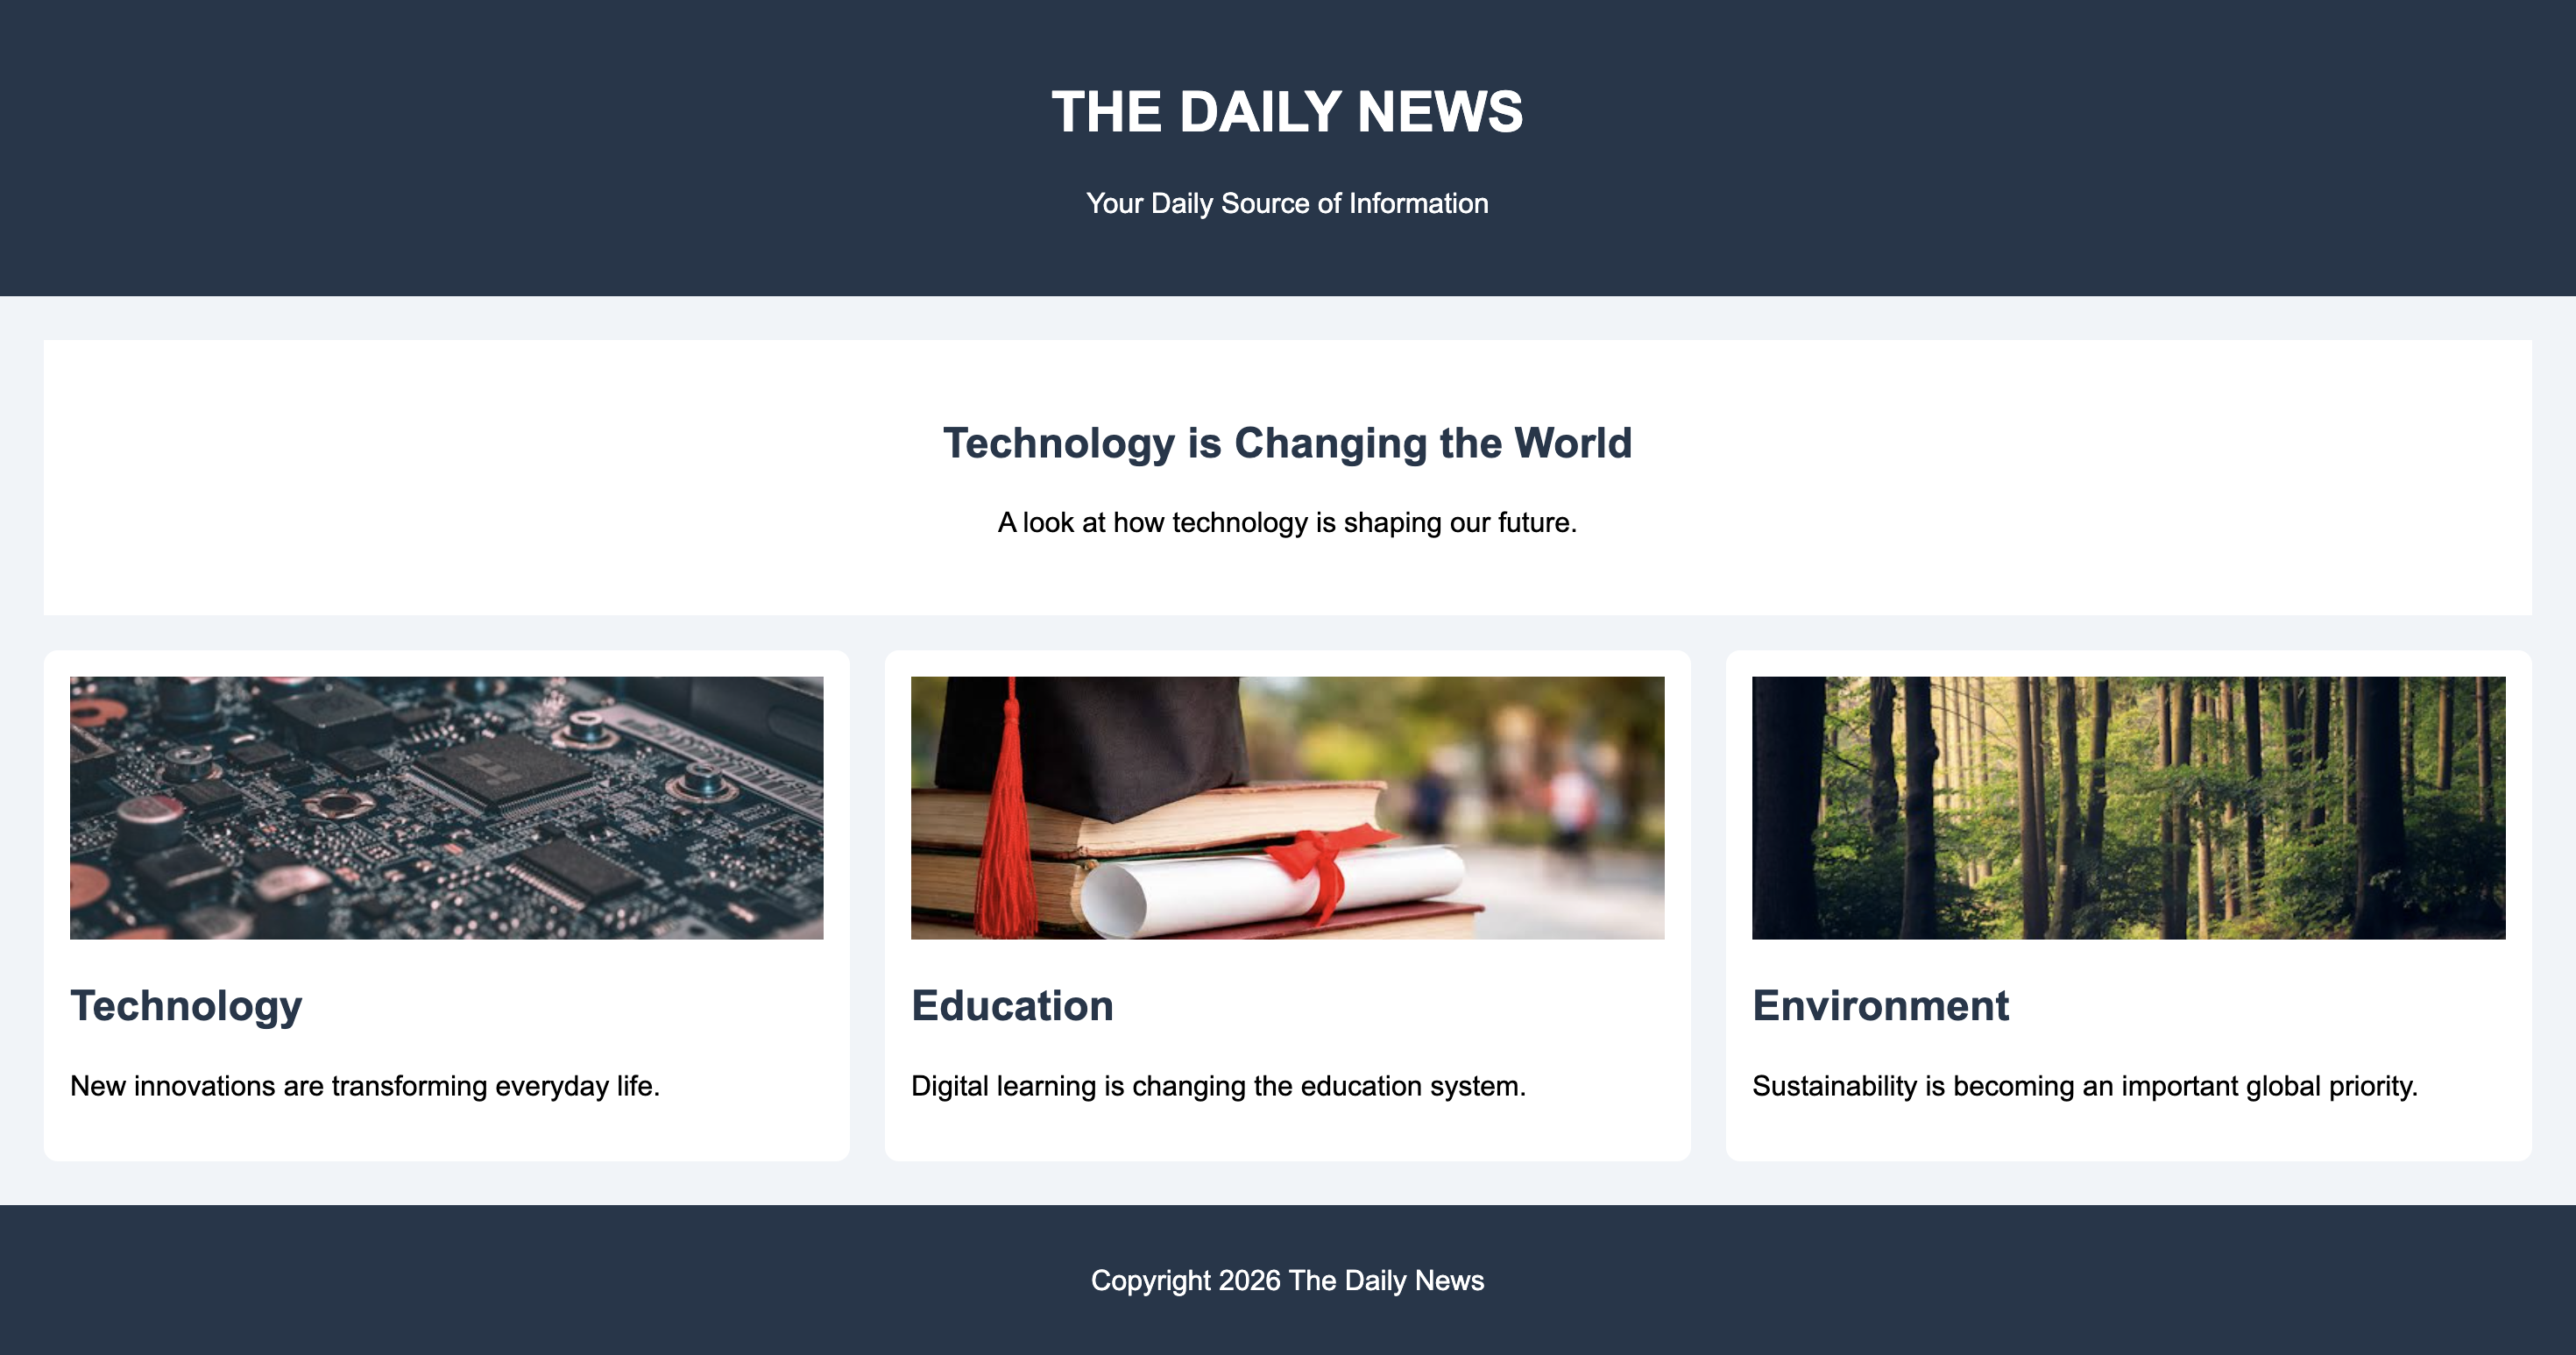 THE DAILY NEWS
Your Daily Source of Information
Technology is Changing the World
A look at how technology is shaping our future.
Technology
New innovations are transforming everyday life.
Education
Digital learning is changing the education system.
Environment
Sustainability is becoming an important global priority.
Copyright 2026 The Daily News